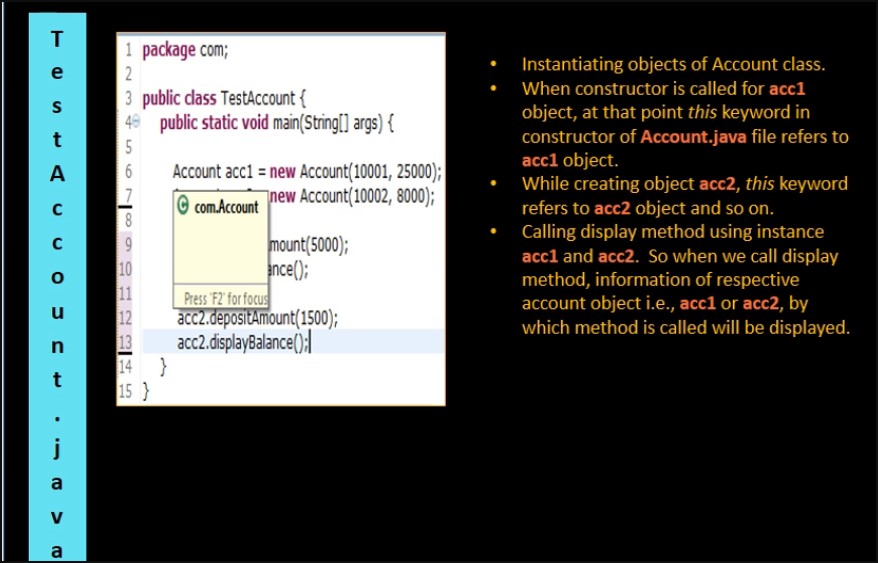 TestAccount.java
1 package com;
2
3 public class TestAccount {
4 public static void main(String[] args) {
5
6 Account acc1 = new Account(10001, 25000);
7 new Account(10002, 8000);
8
9 mount(5000);
10 ance();
11
12 acc2.depositAmount(1500);
13 acc2.displayBalance();
14 }
15 }
C com.Account
Press 'F2' for focus
• Instantiating objects of Account class.
• When constructor is called for acc1
object, at that point this keyword in
constructor of Account.java file refers to
acc1 object.
• While creating object acc2, this keyword
refers to acc2 object and so on.
• Calling display method using instance
acc1 and acc2. So when we call display
method, information of respective
account object i.e., acc1 or acc2, by
which method is called will be displayed.